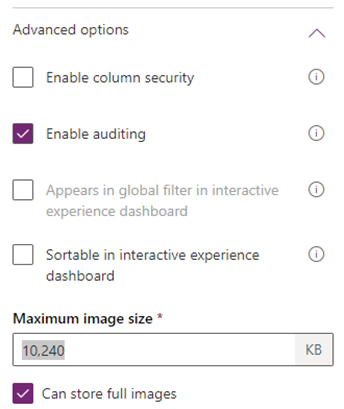 Advanced options
Enable column security
Enable auditing
Appears in global filter in interactive
experience dashboard
Sortable in interactive experience
dashboard
Maximum image size *
10,240 KB
Can store full images